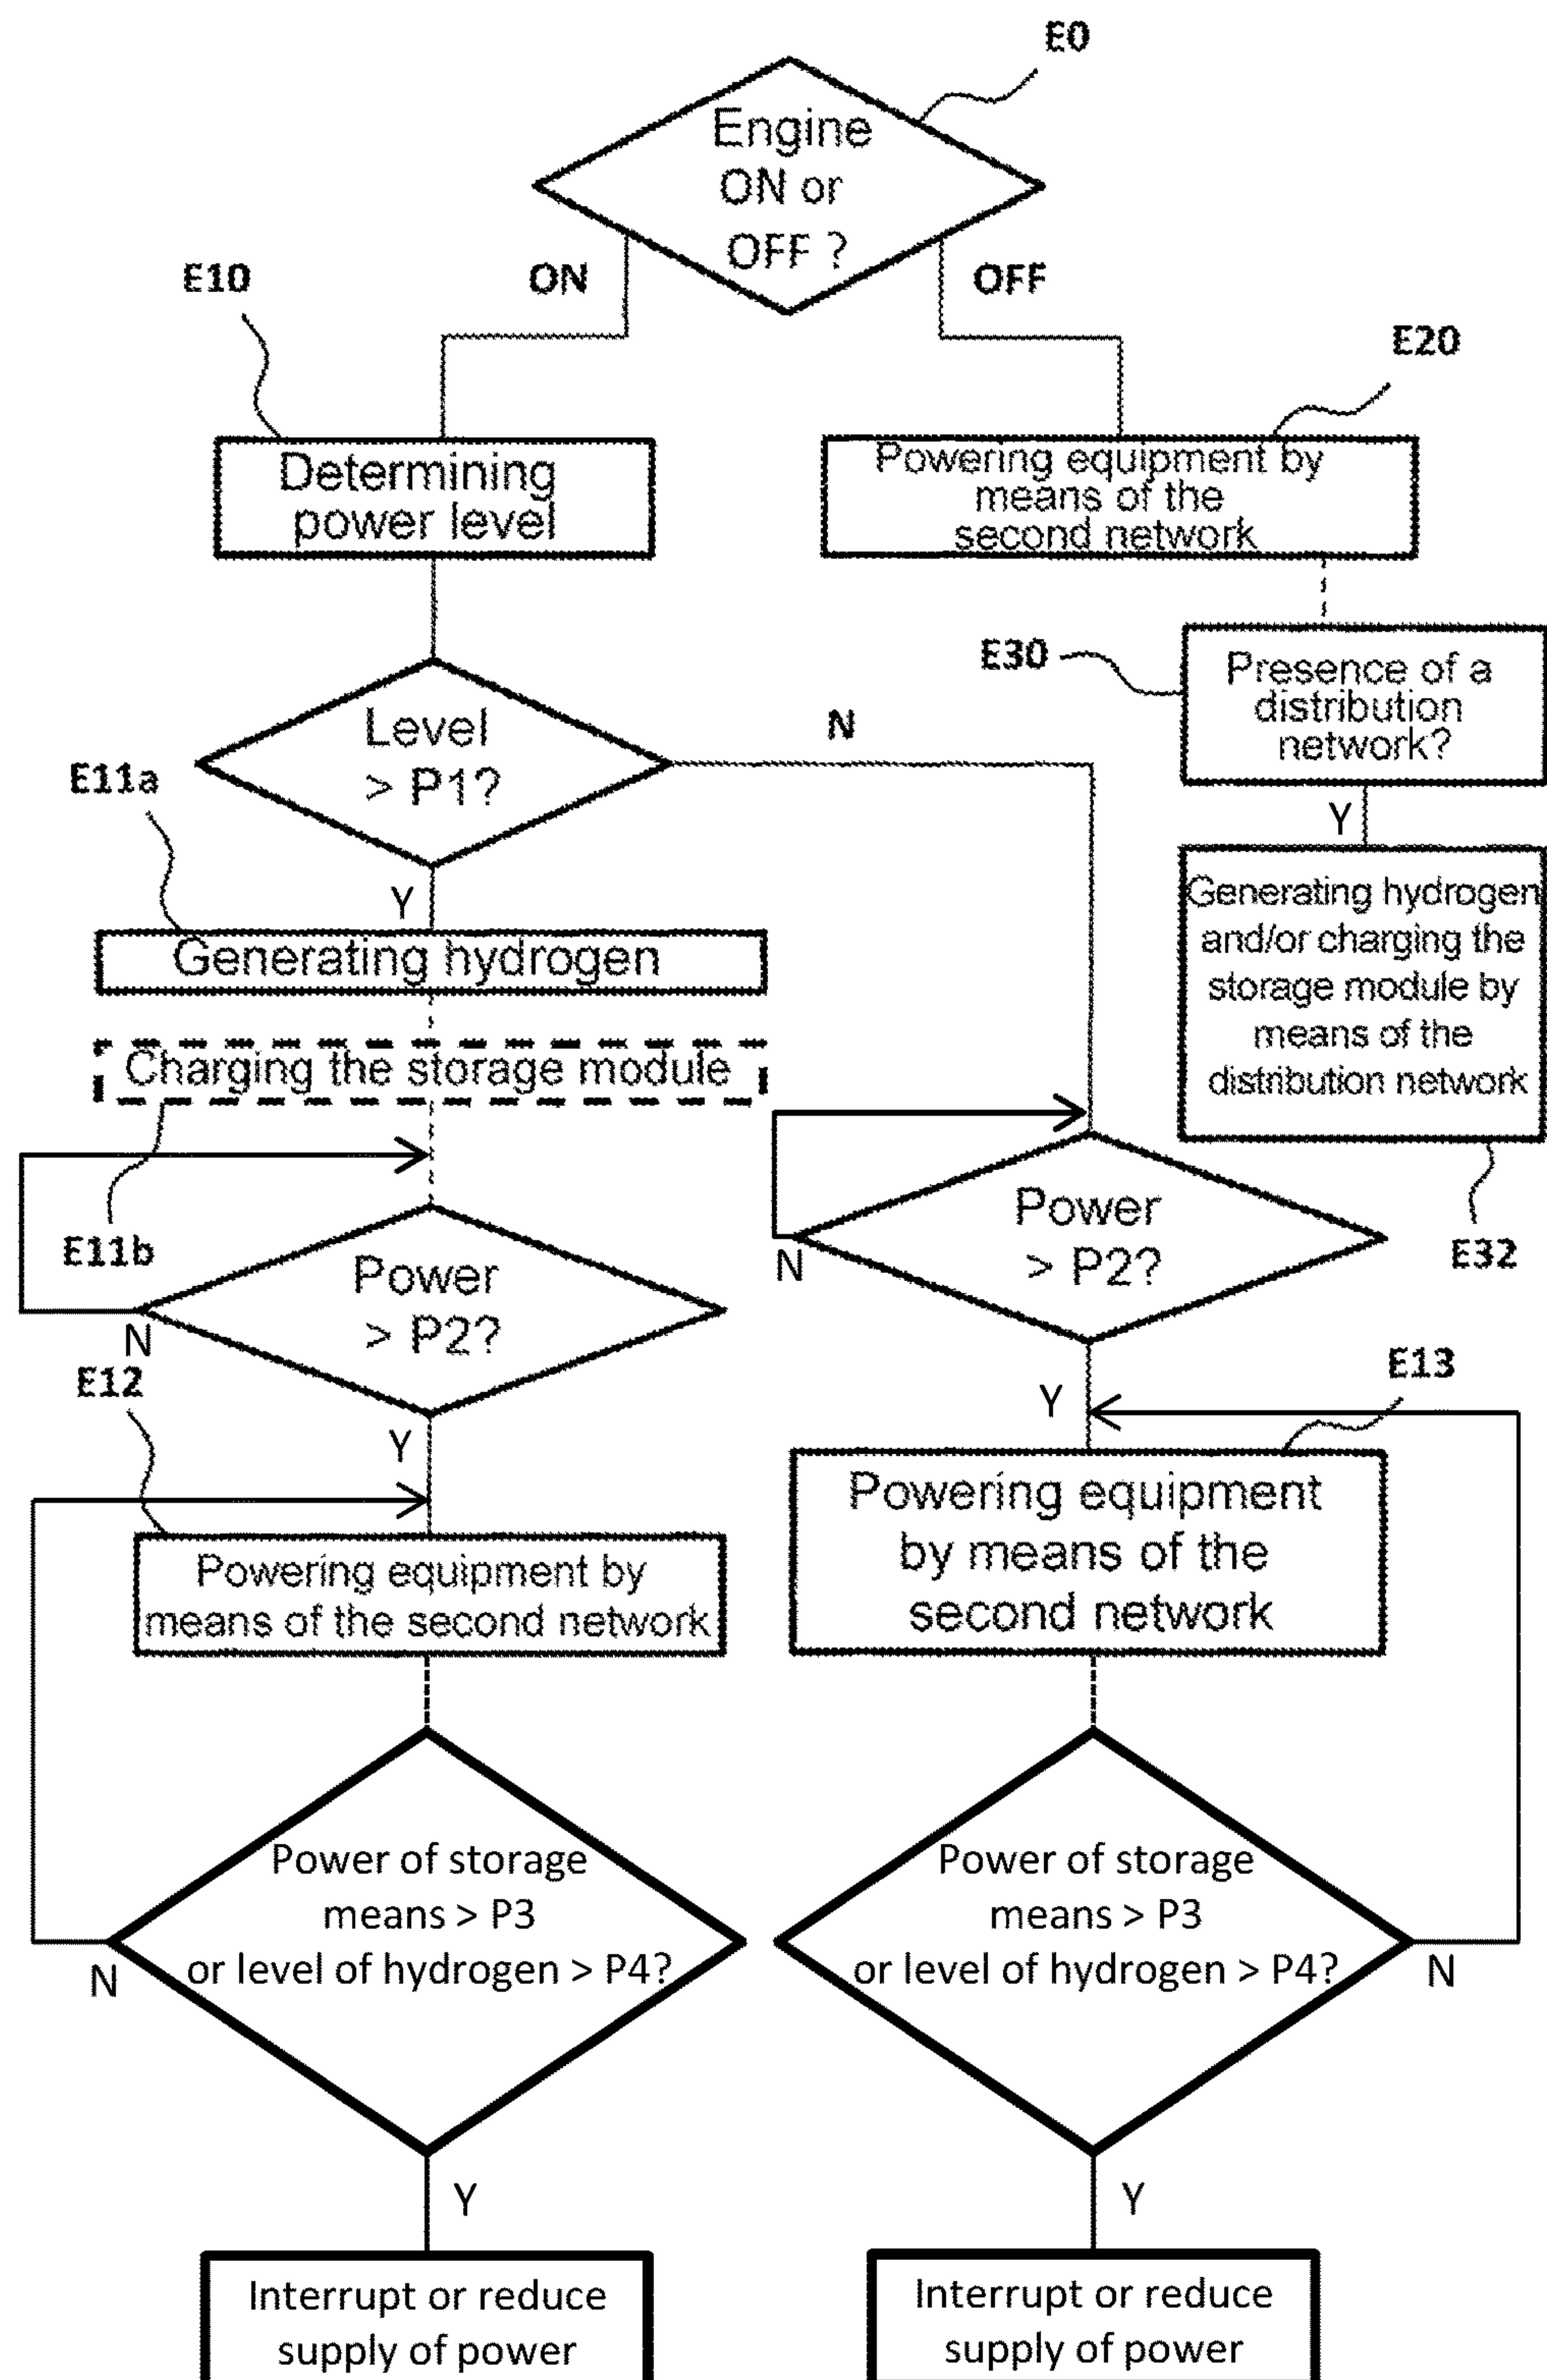 E0
Engine
ON or
OFF ?
E10
ON
OFF
E20
Determining
power level
Powering equipment by
means of the
second network
E30
Presence of a
distribution
network?
Level
> P1?
N
E11a
Y
Y
Generating hydrogen
Generating hydrogen
and/or charging the
storage module by
means of the
distribution network
Charging the storage module
E11b
Power
> P2?
N
E32
Power
> P2?
N
E12
E13
Y
Y
Powering equipment
by means of the
second network
Powering equipment by
means of the second network
Power of storage
means > P3
or level of hydrogen > P4?
N
Power of storage
means > P3
or level of hydrogen > P4?
N
Y
Y
Interrupt or reduce
supply of power
Interrupt or reduce
supply of power